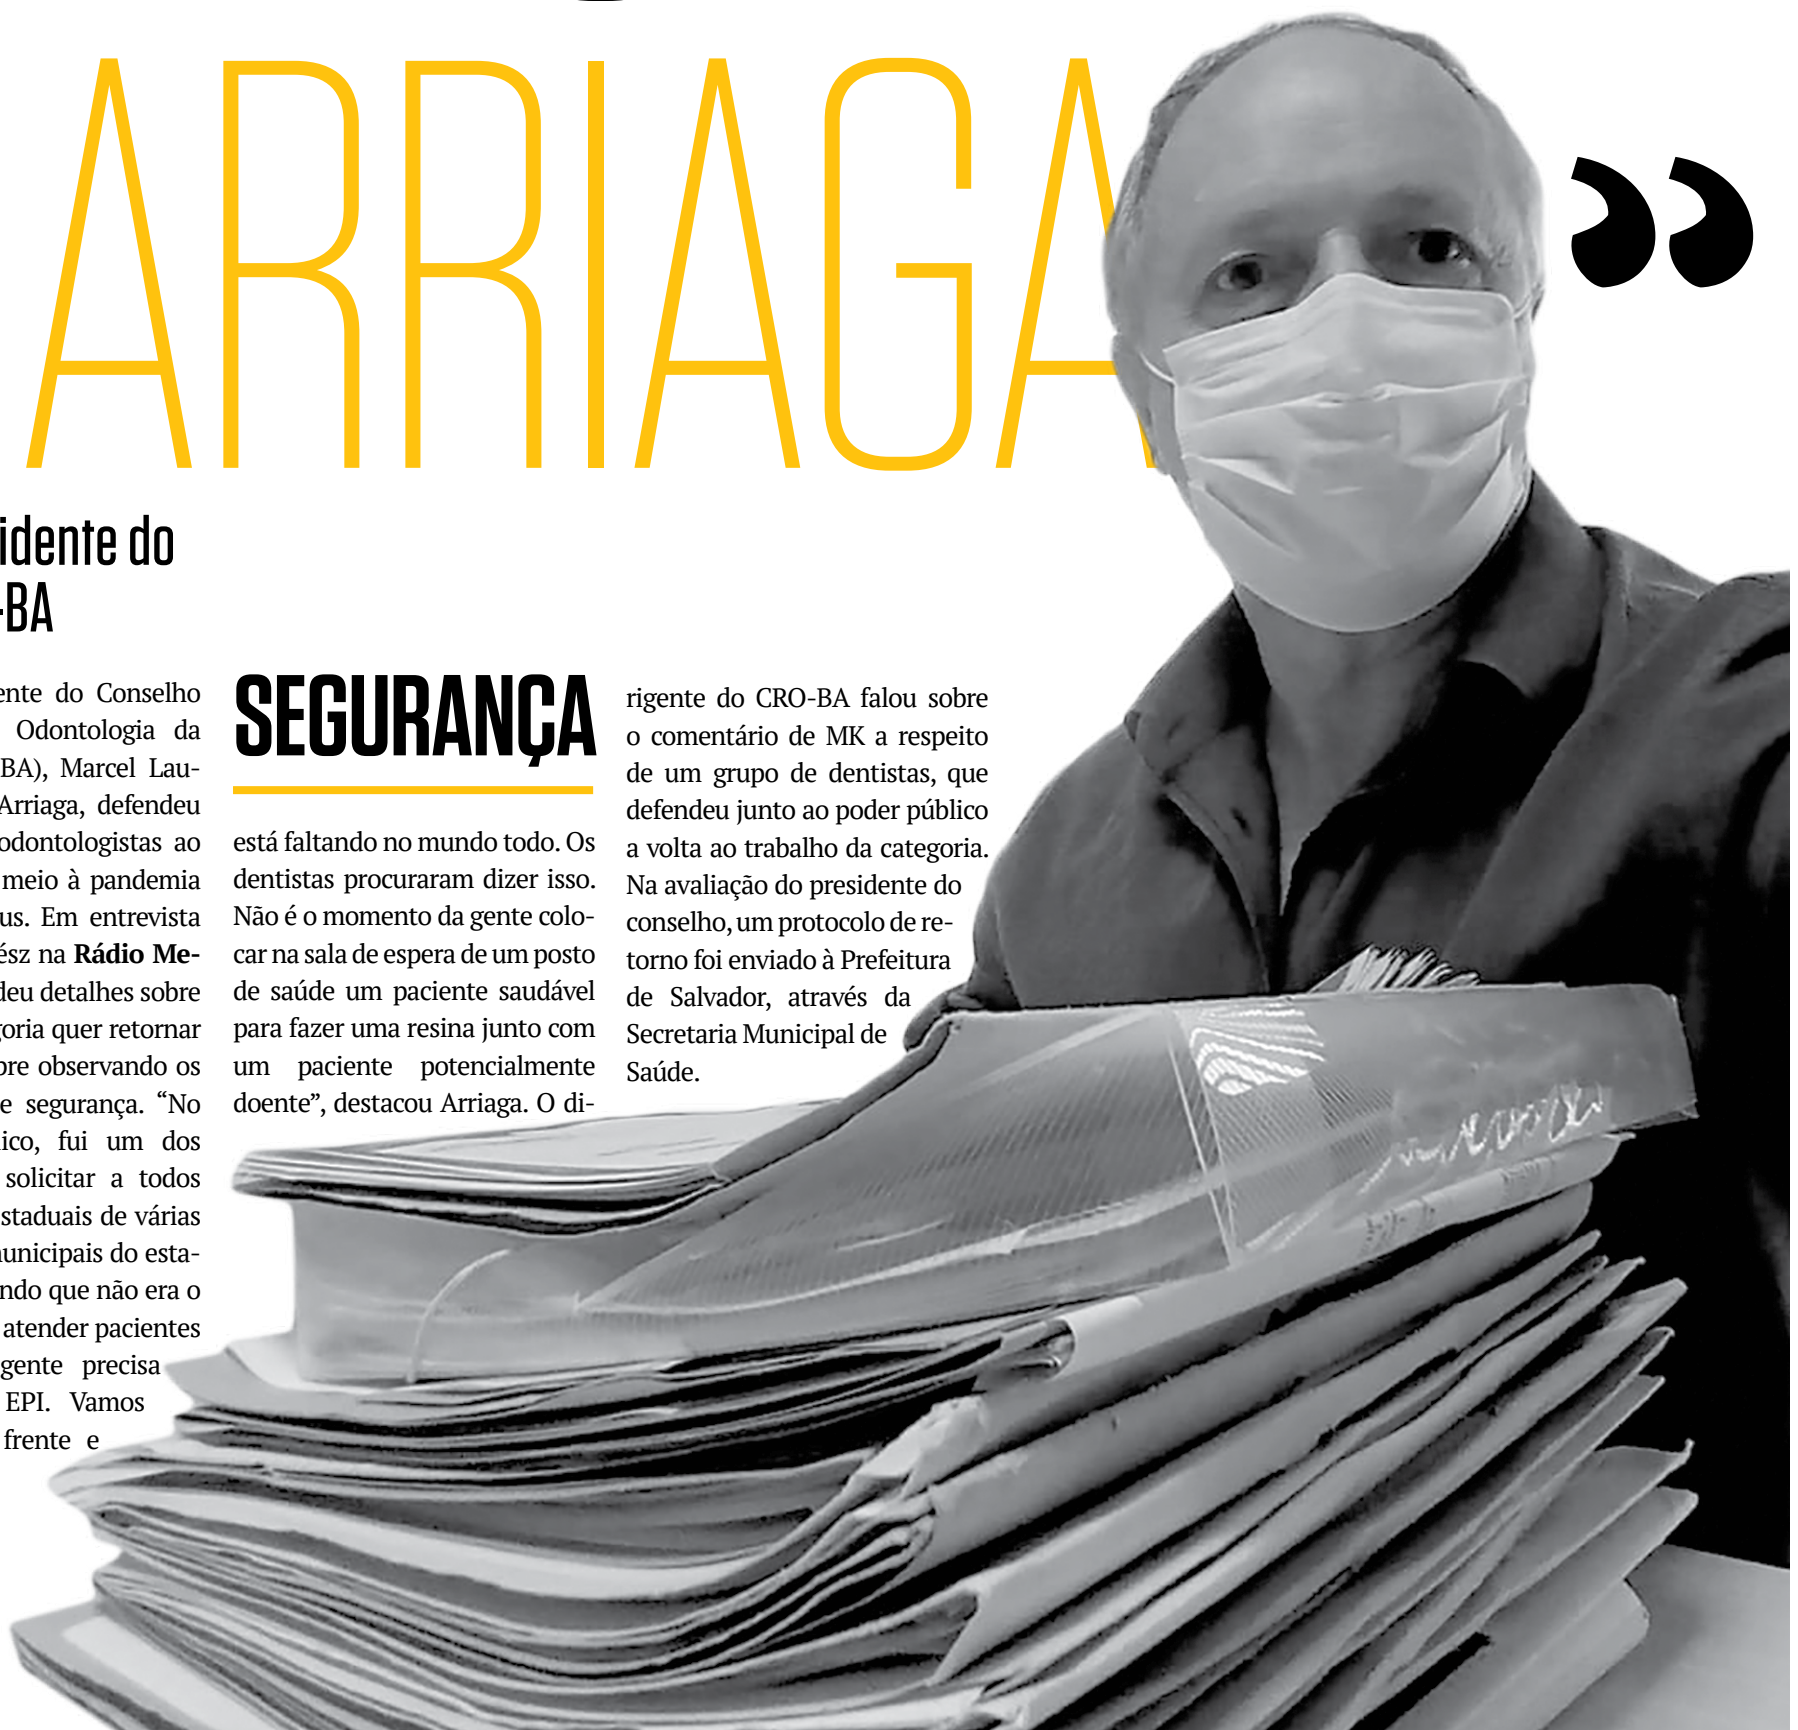 ARRIAGA
”
idente do
-BA
ente do Conselho
Odontologia da
BA), Marcel Lau-
Arriaga, defendeu
odontologistas ao
meio à pandemia
us. Em entrevista
ész na Rádio Me-
deu detalhes sobre
goria quer retornar
pre observando os
e segurança. “No
ico, fui um dos
solicitar a todos
staduais de várias
nunicipais do esta-
ndo que não era o
atender pacientes
gente precisa
EPI. Vamos
frente e
SEGURANÇA
está faltando no mundo todo. Os
dentistas procuraram dizer isso.
Não é o momento da gente colo-
car na sala de espera de um posto
de saúde um paciente saudável
para fazer uma resina junto com
um paciente potencialmente
doente”, destacou Arriaga. O di-
rigente do CRO-BA falou sobre
o comentário de MK a respeito
de um grupo de dentistas, que
defendeu junto ao poder público
a volta ao trabalho da categoria.
Na avaliação do presidente do
conselho, um protocolo de re-
torno foi enviado à Prefeitura
de Salvador, através da
Secretaria Municipal de
Saúde.